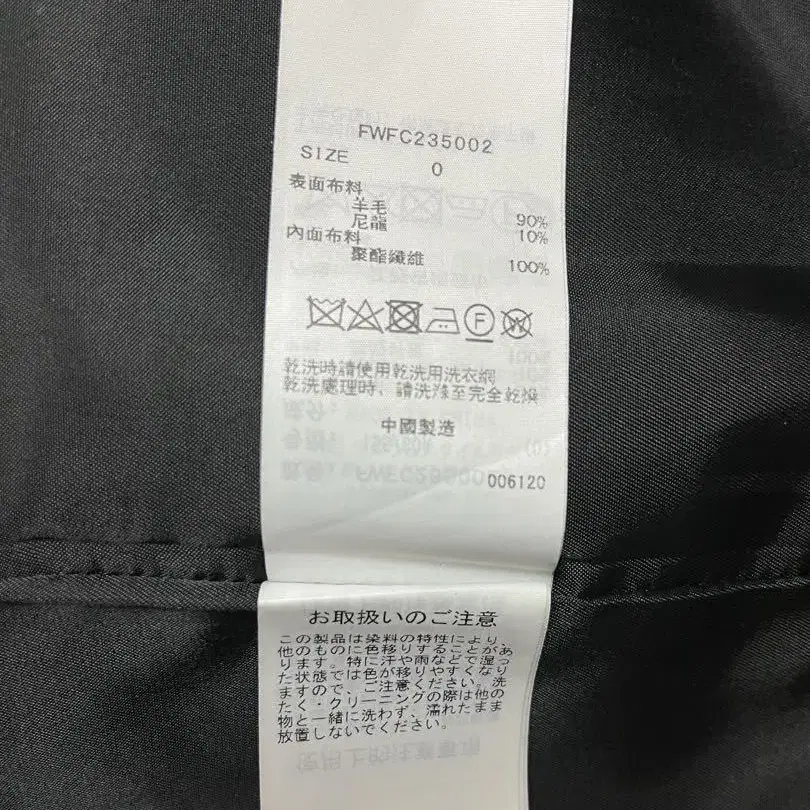 FWFC235002
SIZE 0
表面布料
羊毛 90%
尼龍 10%
內面布料
聚酯纖維 100%
F W
乾洗時請使用乾洗用洗衣網
乾洗處理時、請洗滌至完全乾燥
中國製造
006120
お取扱いのご注意
この製品は染料の特性により、
他のものに色移りすることがあ
ります。特に汗や雨などで湿っ
た状態では色が移りやすくなり
ますので、ご注意ください。洗
たく・クリーニングの際は他の
物と一緒に洗わず、濡れたまま
放置しないでください。